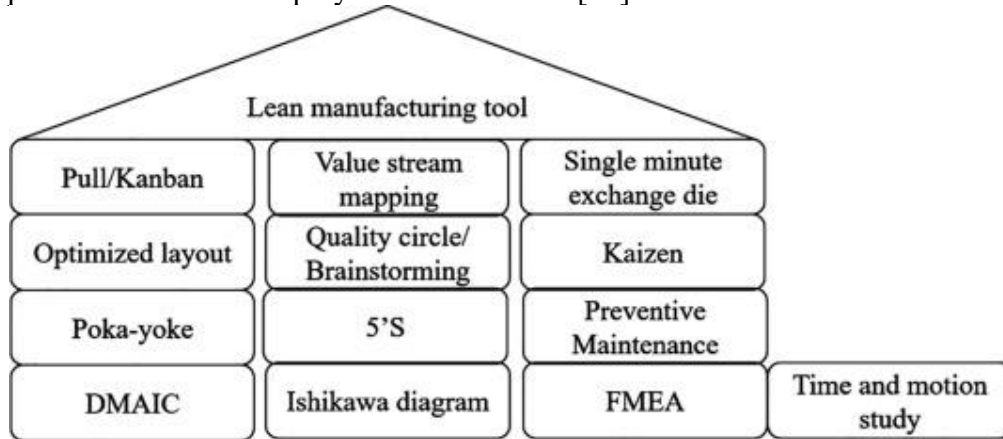 Lean manufacturing tool
Pull/Kanban
Value stream
mapping
Single minute
exchange die
Optimized layout
Quality circle/
Brainstorming
Kaizen
Poka-yoke
5’S
Preventive
Maintenance
DMAIC
Ishikawa diagram
FMEA
Time and motion
study